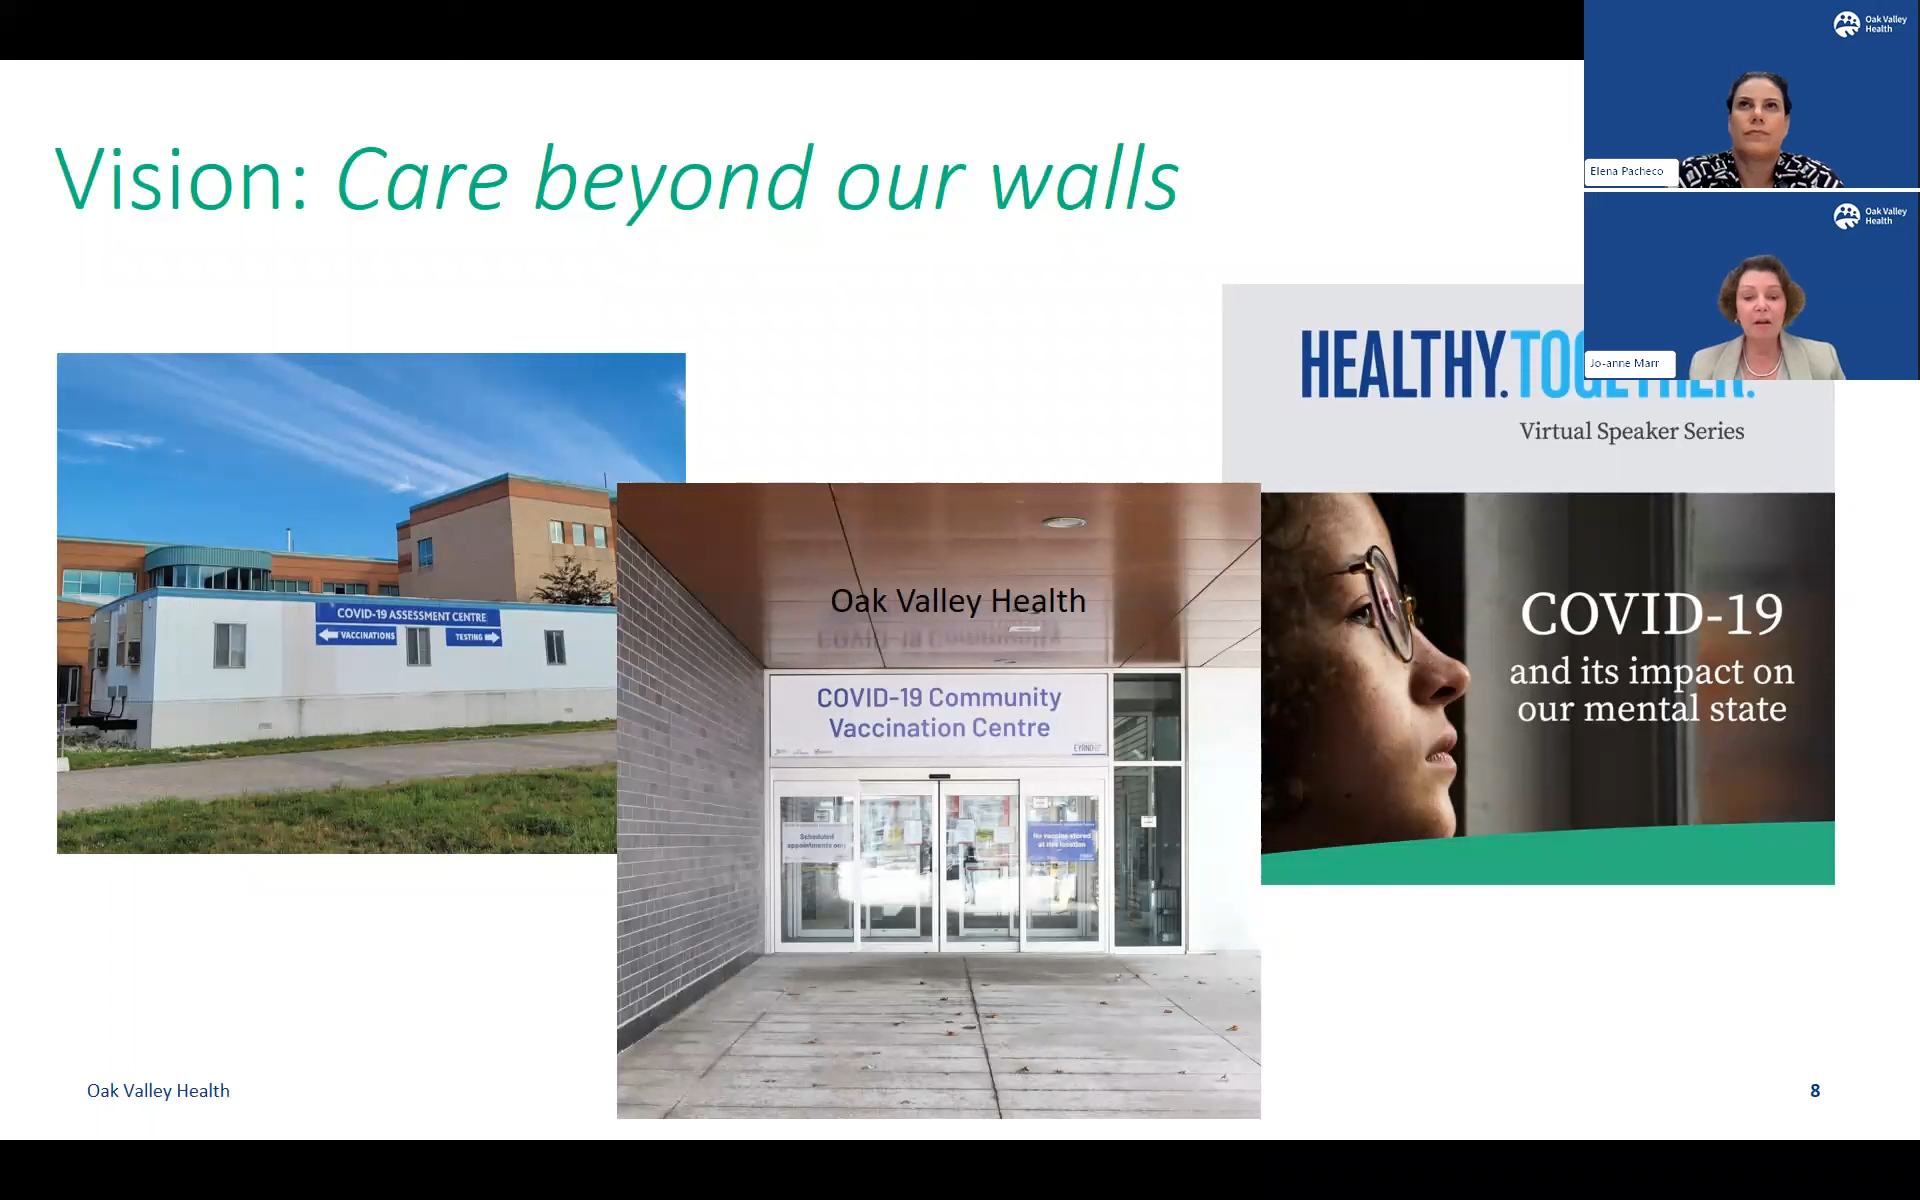 Vision: Care beyond our walls
Oak Valley
Health
Elena Pacheco
Oak Valley
Health
Jo-anne Marr
HEALTHY.TOGETHER.
Virtual Speaker Series
COVID-19
and its impact on
our mental state
COVID-19 ASSESSMENT CENTRE
VACCINATIONS
TESTING
Oak Valley Health
COVID-19 Community
Vaccination Centre
EYRND
Scheduled
appointments only
No vaccine stored
at this location
Oak Valley Health
8